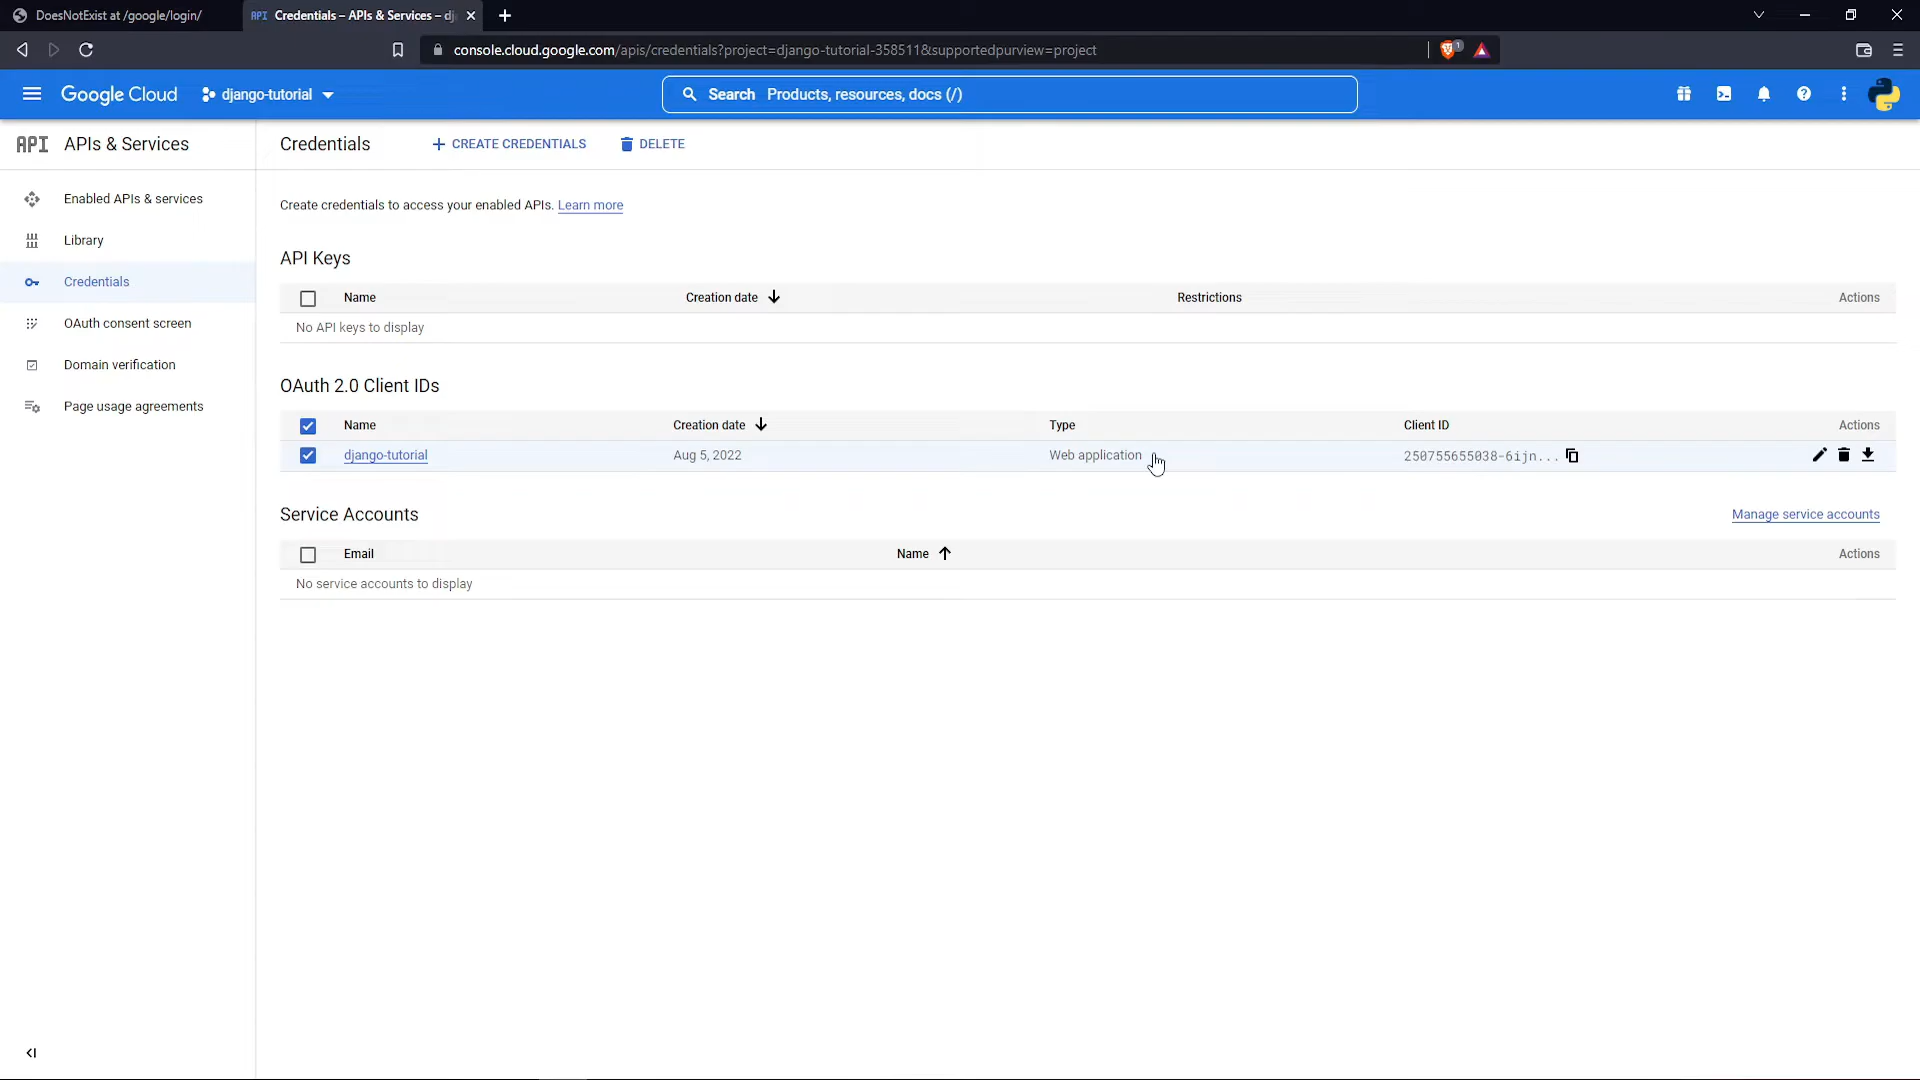 DoesNotExist at /google/login/
API Credentials – APIs & Services – dj
console.cloud.google.com/apis/credentials?project=django-tutorial-358511&supportedpurview=project
1
Google Cloud
django-tutorial
Search Products, resources, docs (/)
API APIs & Services
Credentials
CREATE CREDENTIALS
DELETE
Enabled APIs & services
Library
Credentials
OAuth consent screen
Domain verification
Page usage agreements
Create credentials to access your enabled APIs. Learn more
API Keys
Name Creation date Restrictions Actions
No API keys to display
OAuth 2.0 Client IDs
Name Creation date Type Client ID Actions
django-tutorial Aug 5, 2022 Web application 250755655038-6ijn...
Service Accounts
Manage service accounts
Email Name Actions
No service accounts to display